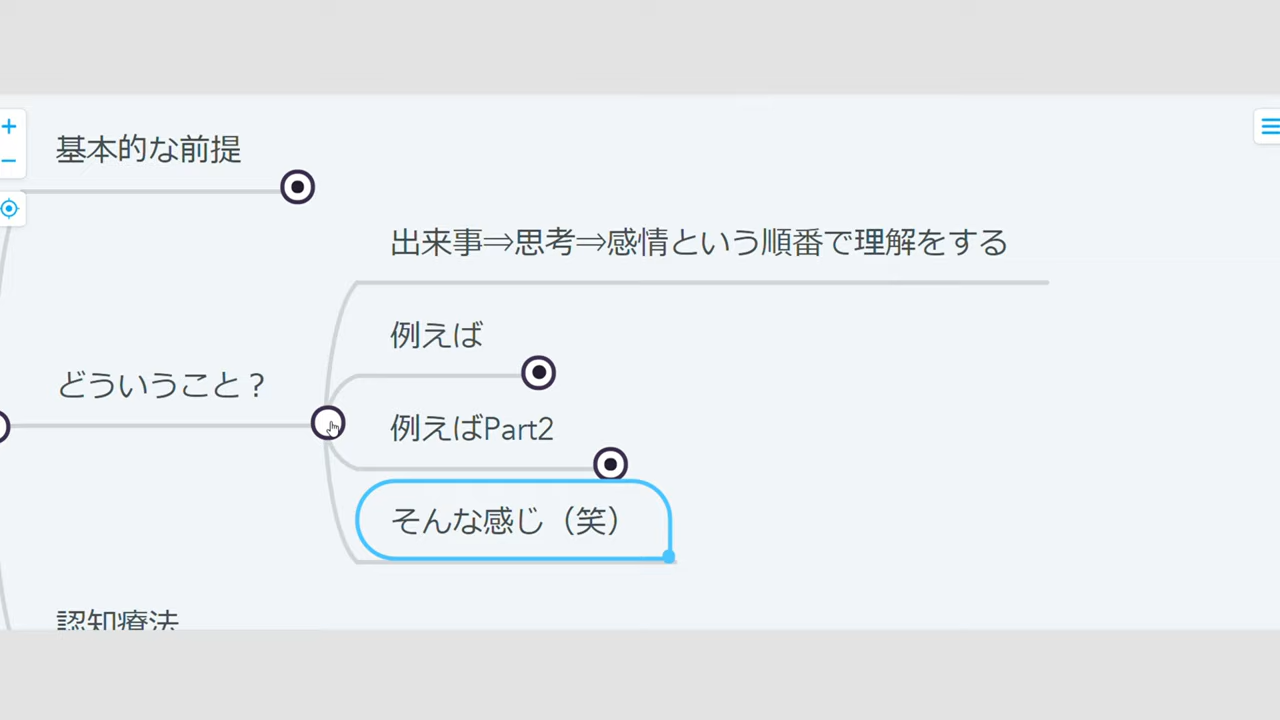 基本的な前提
出来事⇒思考⇒感情という順番で理解をする
例えば
どういうこと？
例えばPart2
そんな感じ（笑）
認知療法